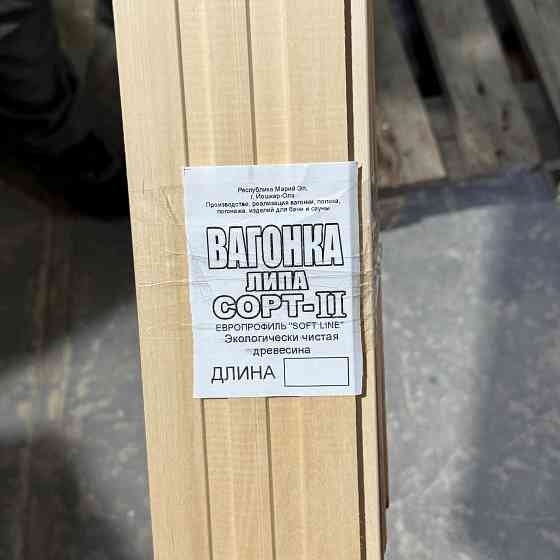 Республика Марий Эл,
г. Йошкар-Ола
Производство, реализация вагонки, полока,
погонажа, изделий для бани и сауны
ВАГОНКА
ЛИПА
СОРТ-II
ЕВРОПРОФИЛЬ "SOFT LINE"
Экологически чистая
древесина
ДЛИНА